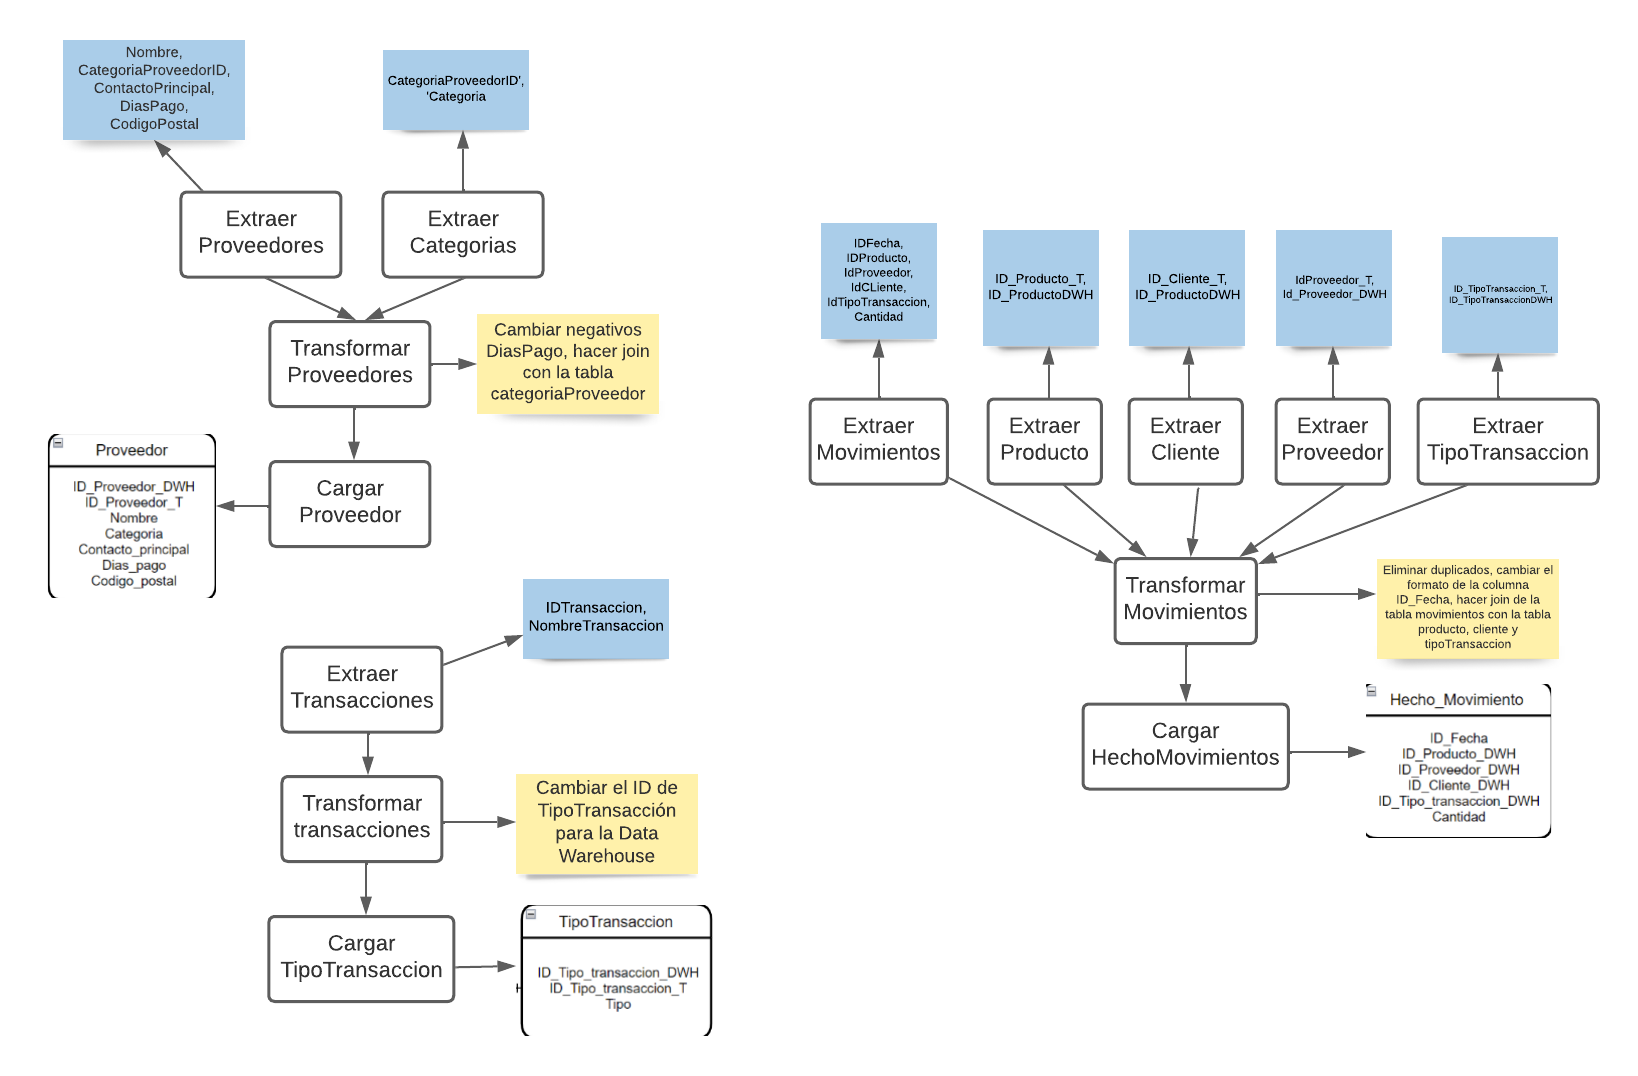 Nombre,
CategoriaProveedorID,
ContactoPrincipal,
DiasPago,
CodigoPostal
CategoriaProveedorID',
'Categoria
Extraer
Proveedores
Extraer
Categorias
Transformar
Proveedores
Cambiar negativos
DiasPago, hacer join
con la tabla
categoriaProveedor
Proveedor
ID_Proveedor_DWH
ID_Proveedor_T
Nombre
Categoria
Contacto_principal
Dias_pago
Codigo_postal
Cargar
Proveedor
IDTransaccion,
NombreTransaccion
Extraer
Transacciones
Transformar
transacciones
Cambiar el ID de
TipoTransacción
para la Data
Warehouse
Cargar
TipoTransaccion
TipoTransaccion
ID_Tipo_transaccion_DWH
ID_Tipo_transaccion_T
Tipo
IDFecha,
IDProducto,
IdProveedor,
IdCLiente,
IdTipoTransaccion,
Cantidad
ID_Producto_T,
ID_ProductoDWH
ID_Cliente_T,
ID_ProductoDWH
IdProveedor_T,
Id_Proveedor_DWH
ID_TipoTransaccion_T,
ID_TipoTransaccionDWH
Extraer
Movimientos
Extraer
Producto
Extraer
Cliente
Extraer
Proveedor
Extraer
TipoTransaccion
Transformar
Movimientos
Eliminar duplicados, cambiar el
formato de la columna
ID_Fecha, hacer join de la
tabla movimientos con la tabla
producto, cliente y
tipoTransaccion
Cargar
HechoMovimientos
Hecho_Movimiento
ID_Fecha
ID_Producto_DWH
ID_Proveedor_DWH
ID_Cliente_DWH
ID_Tipo_transaccion_DWH
Cantidad